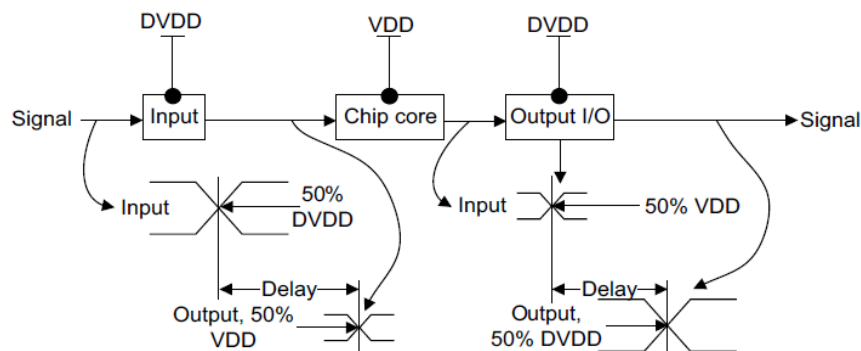 DVDD
VDD
DVDD
Signal
Input
Chip core
Output I/O
Signal
Input
50%
DVDD
Input
50% VDD
Delay
Output, 50%
VDD
Delay
Output,
50% DVDD